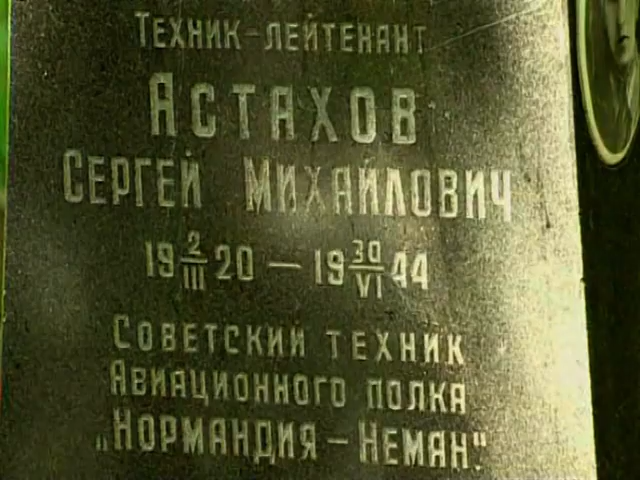 Техник-лейтенант
Астахов
Сергей Михайлович
19 2/III 20 — 19 30/VI 44
Советский техник
Авиационного полка
„Нормандия – Неман".